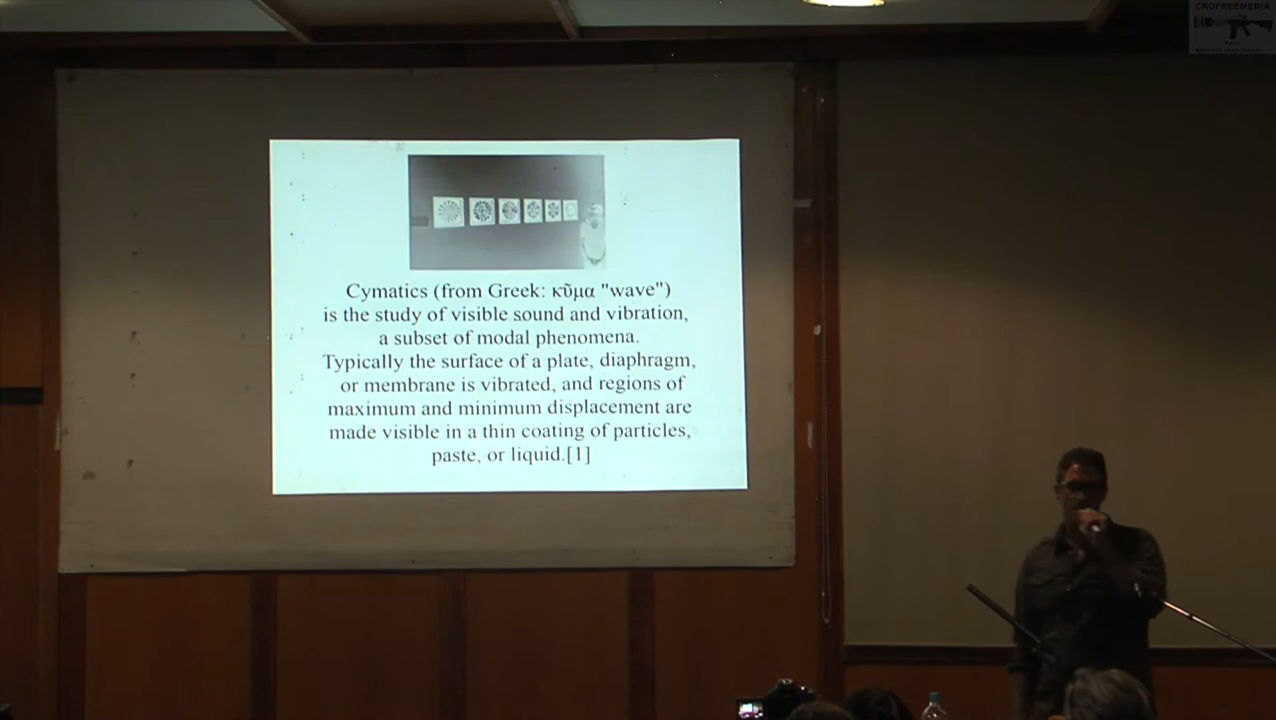 CROFREEMEDIA
Cymatics (from Greek: κῦμα "wave")
is the study of visible sound and vibration,
a subset of modal phenomena.
Typically the surface of a plate, diaphragm,
or membrane is vibrated, and regions of
maximum and minimum displacement are
made visible in a thin coating of particles,
paste, or liquid.[1]